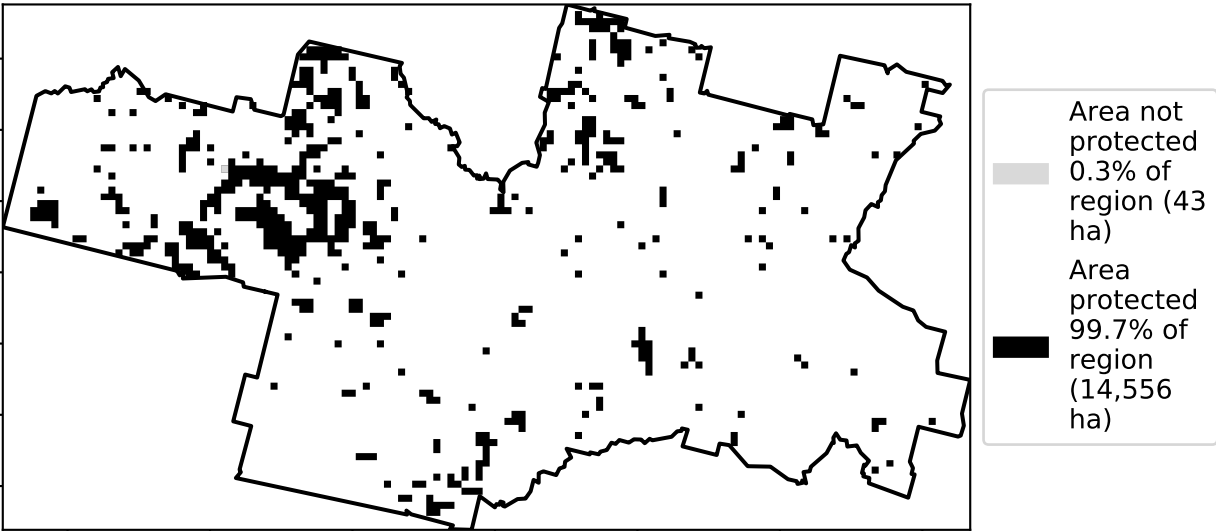 Area not
protected
0.3% of
region (43
ha)
Area
protected
99.7% of
region
(14,556
ha)